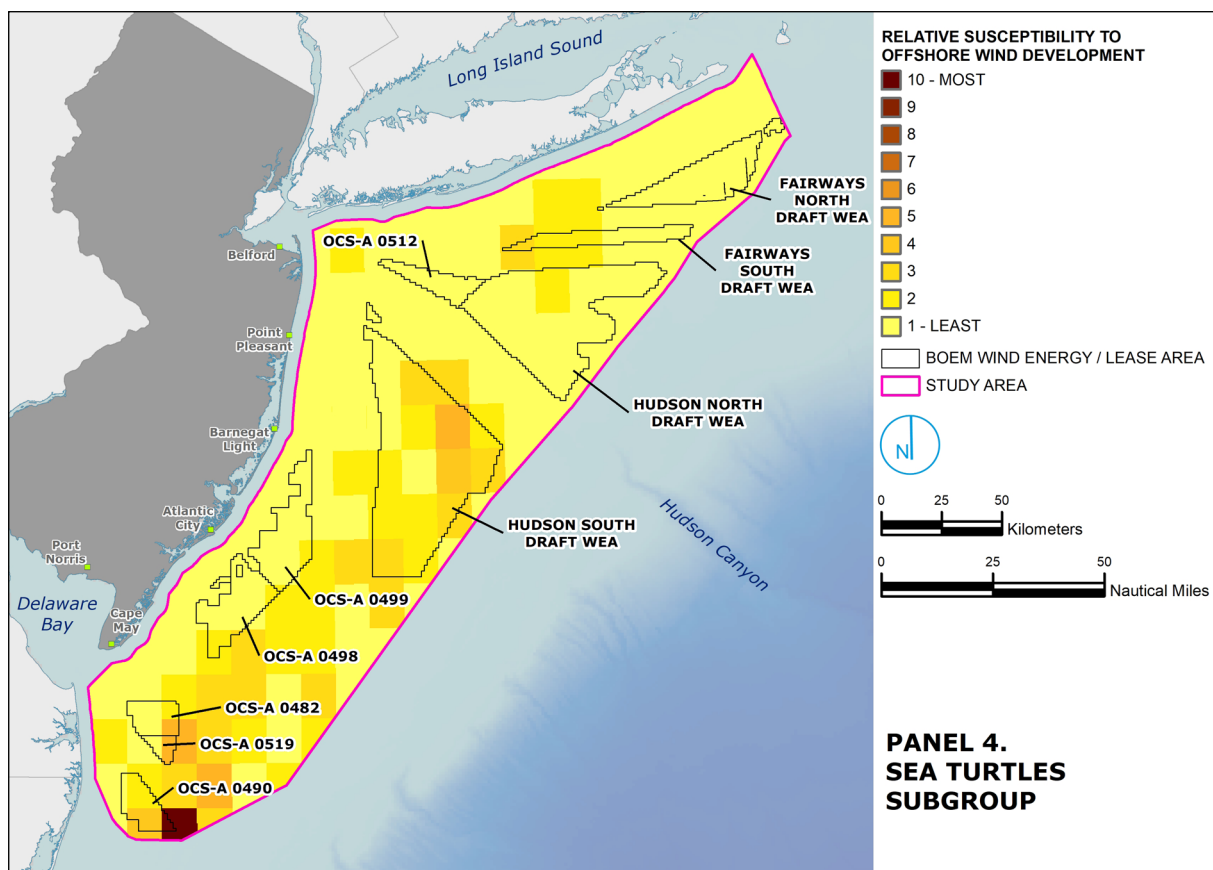 Long Island Sound
FAIRWAYS
NORTH
DRAFT WEA
OCS-A 0512
Belford
FAIRWAYS
SOUTH
DRAFT WEA
Point
Pleasant
HUDSON NORTH
DRAFT WEA
Barnegat
Light
Atlantic
City
HUDSON SOUTH
DRAFT WEA
Hudson Canyon
Port
Norris
Delaware
Bay
Cape
May
OCS-A 0499
OCS-A 0498
OCS-A 0482
OCS-A 0519
OCS-A 0490
RELATIVE SUSCEPTIBILITY TO
OFFSHORE WIND DEVELOPMENT
10 - MOST
9
8
7
6
5
4
3
2
1 - LEAST
BOEM WIND ENERGY / LEASE AREA
STUDY AREA
N
0 25 50
Kilometers
0 25 50
Nautical Miles
PANEL 4.
SEA TURTLES
SUBGROUP